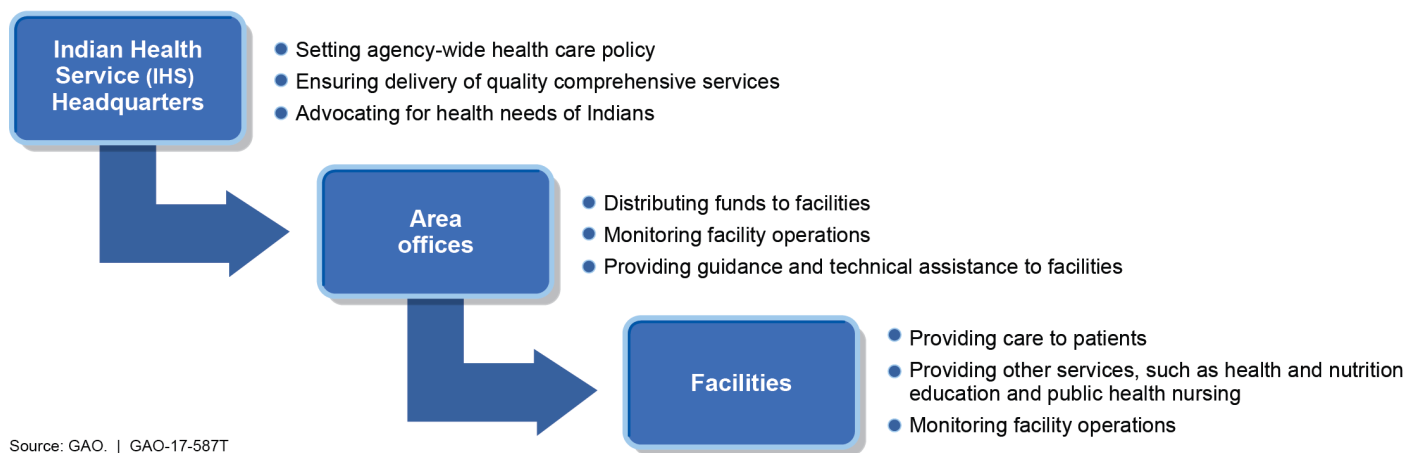 Indian Health
Service (IHS)
Headquarters
Setting agency-wide health care policy
Ensuring delivery of quality comprehensive services
Advocating for health needs of Indians
Area
offices
Distributing funds to facilities
Monitoring facility operations
Providing guidance and technical assistance to facilities
Facilities
Providing care to patients
Providing other services, such as health and nutrition
education and public health nursing
Monitoring facility operations
Source: GAO. | GAO-17-587T